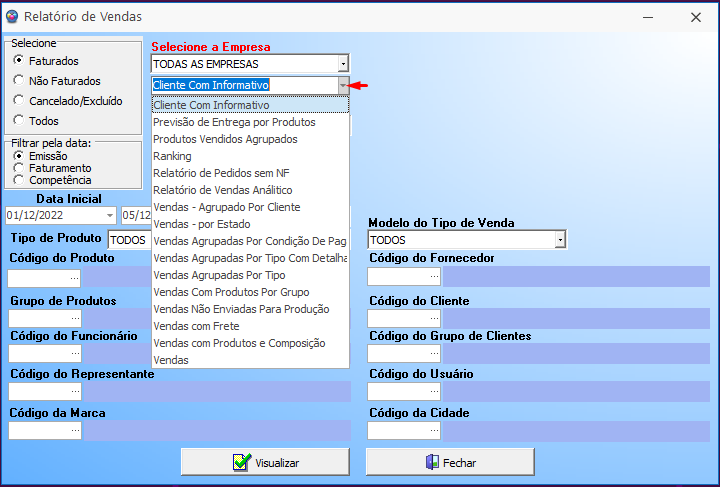 Relatório de Vendas
Selecione
Faturados
Não Faturados
Cancelado/Excluído
Todos
Filtrar pela data:
Emissão
Faturamento
Competência
Selecione a Empresa
TODAS AS EMPRESAS
Cliente Com Informativo
Cliente Com Informativo
Previsão de Entrega por Produtos
Produtos Vendidos Agrupados
Ranking
Relatório de Pedidos sem NF
Relatório de Vendas Análitico
Vendas - Agrupado Por Cliente
Vendas - por Estado
Vendas Agrupadas Por Condição De Pag
Vendas Agrupadas Por Tipo Com Detalha
Vendas Agrupadas Por Tipo
Vendas Com Produtos Por Grupo
Vendas Não Enviadas Para Produção
Vendas com Frete
Vendas com Produtos e Composição
Vendas
Data Inicial
01/12/2022 05/12
Tipo de Produto TODOS
Modelo do Tipo de Venda
TODOS
Código do Produto
Código do Fornecedor
Grupo de Produtos
Código do Cliente
Código do Funcionário
Código do Grupo de Clientes
Código do Representante
Código do Usuário
Código da Marca
Código da Cidade
Visualizar
Fechar